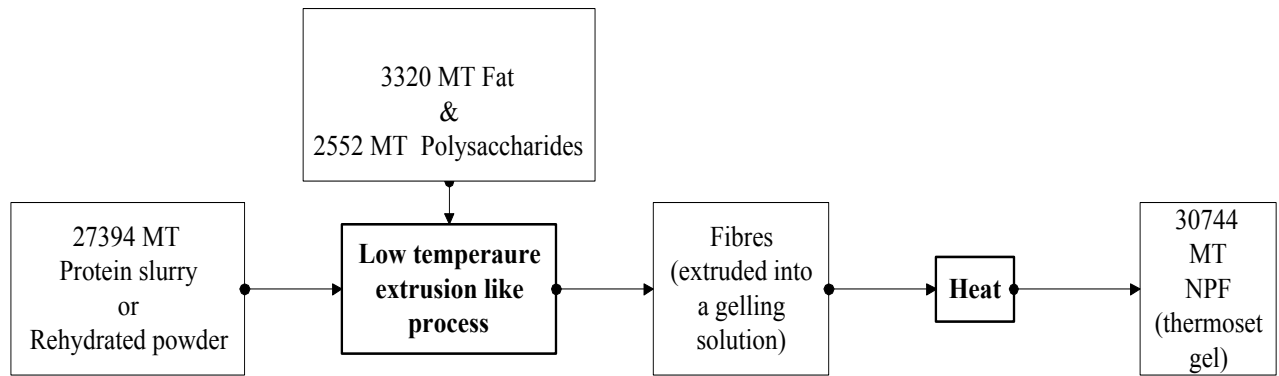 3320 MT Fat
&
2552 MT Polysaccharides
27394 MT
Protein slurry
or
Rehydrated powder
Low temperaure
extrusion like
process
Fibres
(extruded into
a gelling
solution)
Heat
30744
MT
NPF
(thermoset
gel)